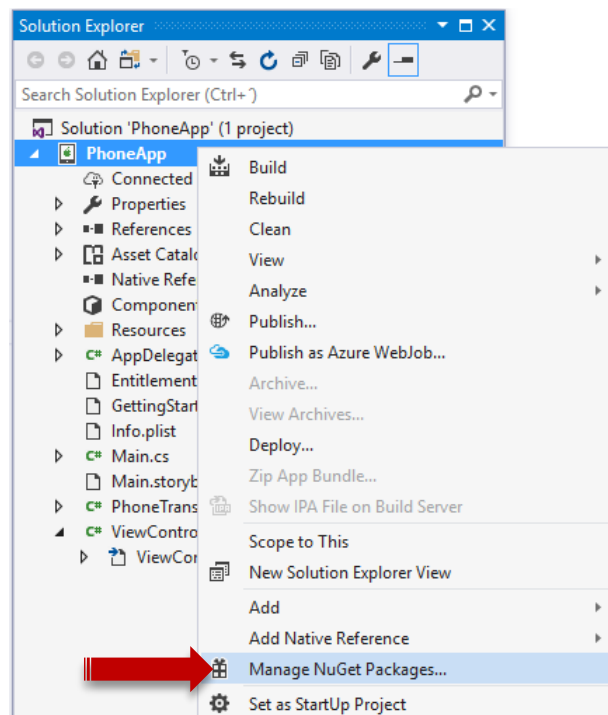 Solution Explorer
Search Solution Explorer (Ctrl+´)
Solution 'PhoneApp' (1 project)
PhoneApp
Connected
Properties
References
Asset Catalo
Native Refe
Componen
Resources
C# AppDelegat
Entitlement
GettingStart
Info.plist
C# Main.cs
Main.storyb
C# PhoneTrans
C# ViewContro
ViewCon
Build
Rebuild
Clean
View
Analyze
Publish...
Publish as Azure WebJob...
Archive...
View Archives...
Deploy...
Zip App Bundle...
Show IPA File on Build Server
Scope to This
New Solution Explorer View
Add
Add Native Reference
Manage NuGet Packages...
Set as StartUp Project